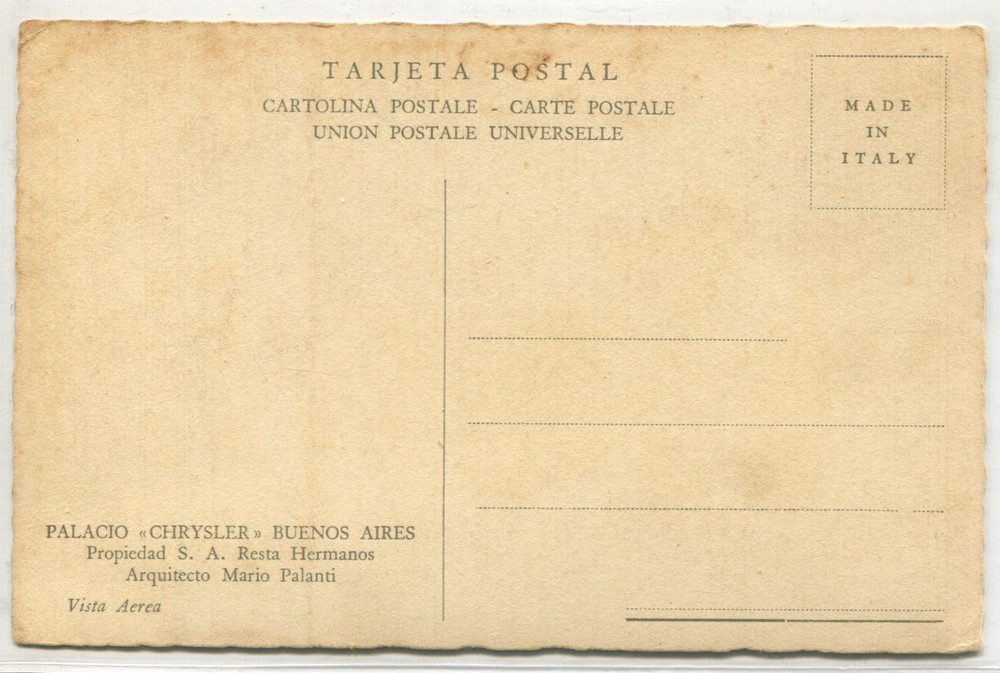 TARJETA POSTAL
CARTOLINA POSTALE - CARTE POSTALE
UNION POSTALE UNIVERSELLE
MADE
IN
ITALY
PALACIO «CHRYSLER» BUENOS AIRES
Propiedad S. A. Resta Hermanos
Arquitecto Mario Palanti
Vista Aerea